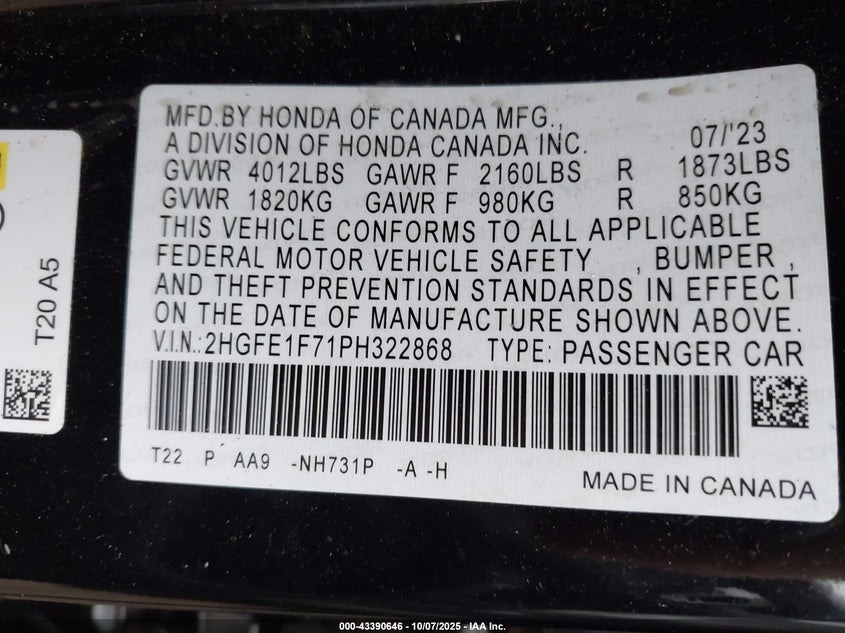 MFD.BY HONDA OF CANADA MFG.,
A DIVISION OF HONDA CANADA INC. 07/'23
GVWR 4012LBS GAWR F 2160LBS R 1873LBS
GVWR 1820KG GAWR F 980KG R 850KG
THIS VEHICLE CONFORMS TO ALL APPLICABLE
FEDERAL MOTOR VEHICLE SAFETY , BUMPER ,
AND THEFT PREVENTION STANDARDS IN EFFECT
ON THE DATE OF MANUFACTURE SHOWN ABOVE.
V.I.N.:2HGFE1F71PH322868 TYPE: PASSENGER CAR
T22 P AA9 -NH731P -A -H
MADE IN CANADA
T20 A5
000-43390646 - 10/07/2025 - IAA Inc.